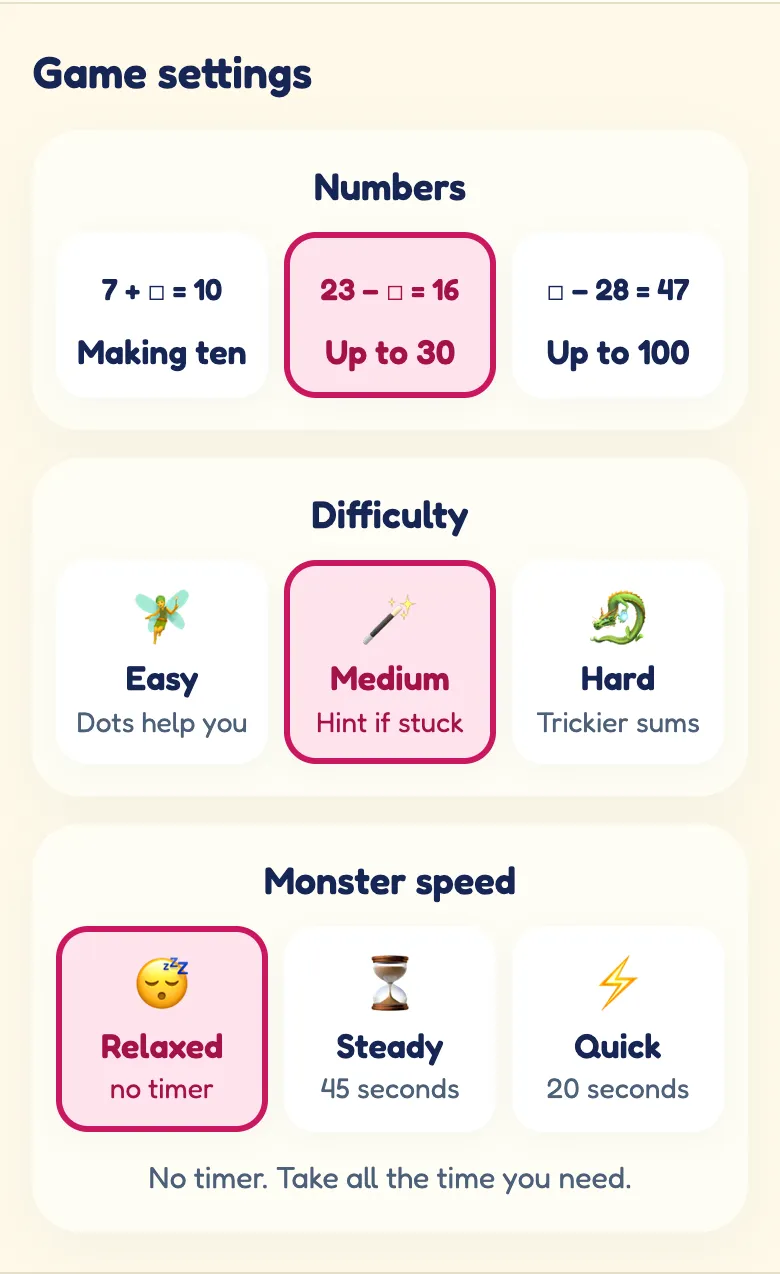 Game settings
Numbers
7 + □ = 10
Making ten
23 – □ = 16
Up to 30
□ – 28 = 47
Up to 100
Difficulty
Easy
Dots help you
Medium
Hint if stuck
Hard
Trickier sums
Monster speed
Relaxed
no timer
Steady
45 seconds
Quick
20 seconds
No timer. Take all the time you need.